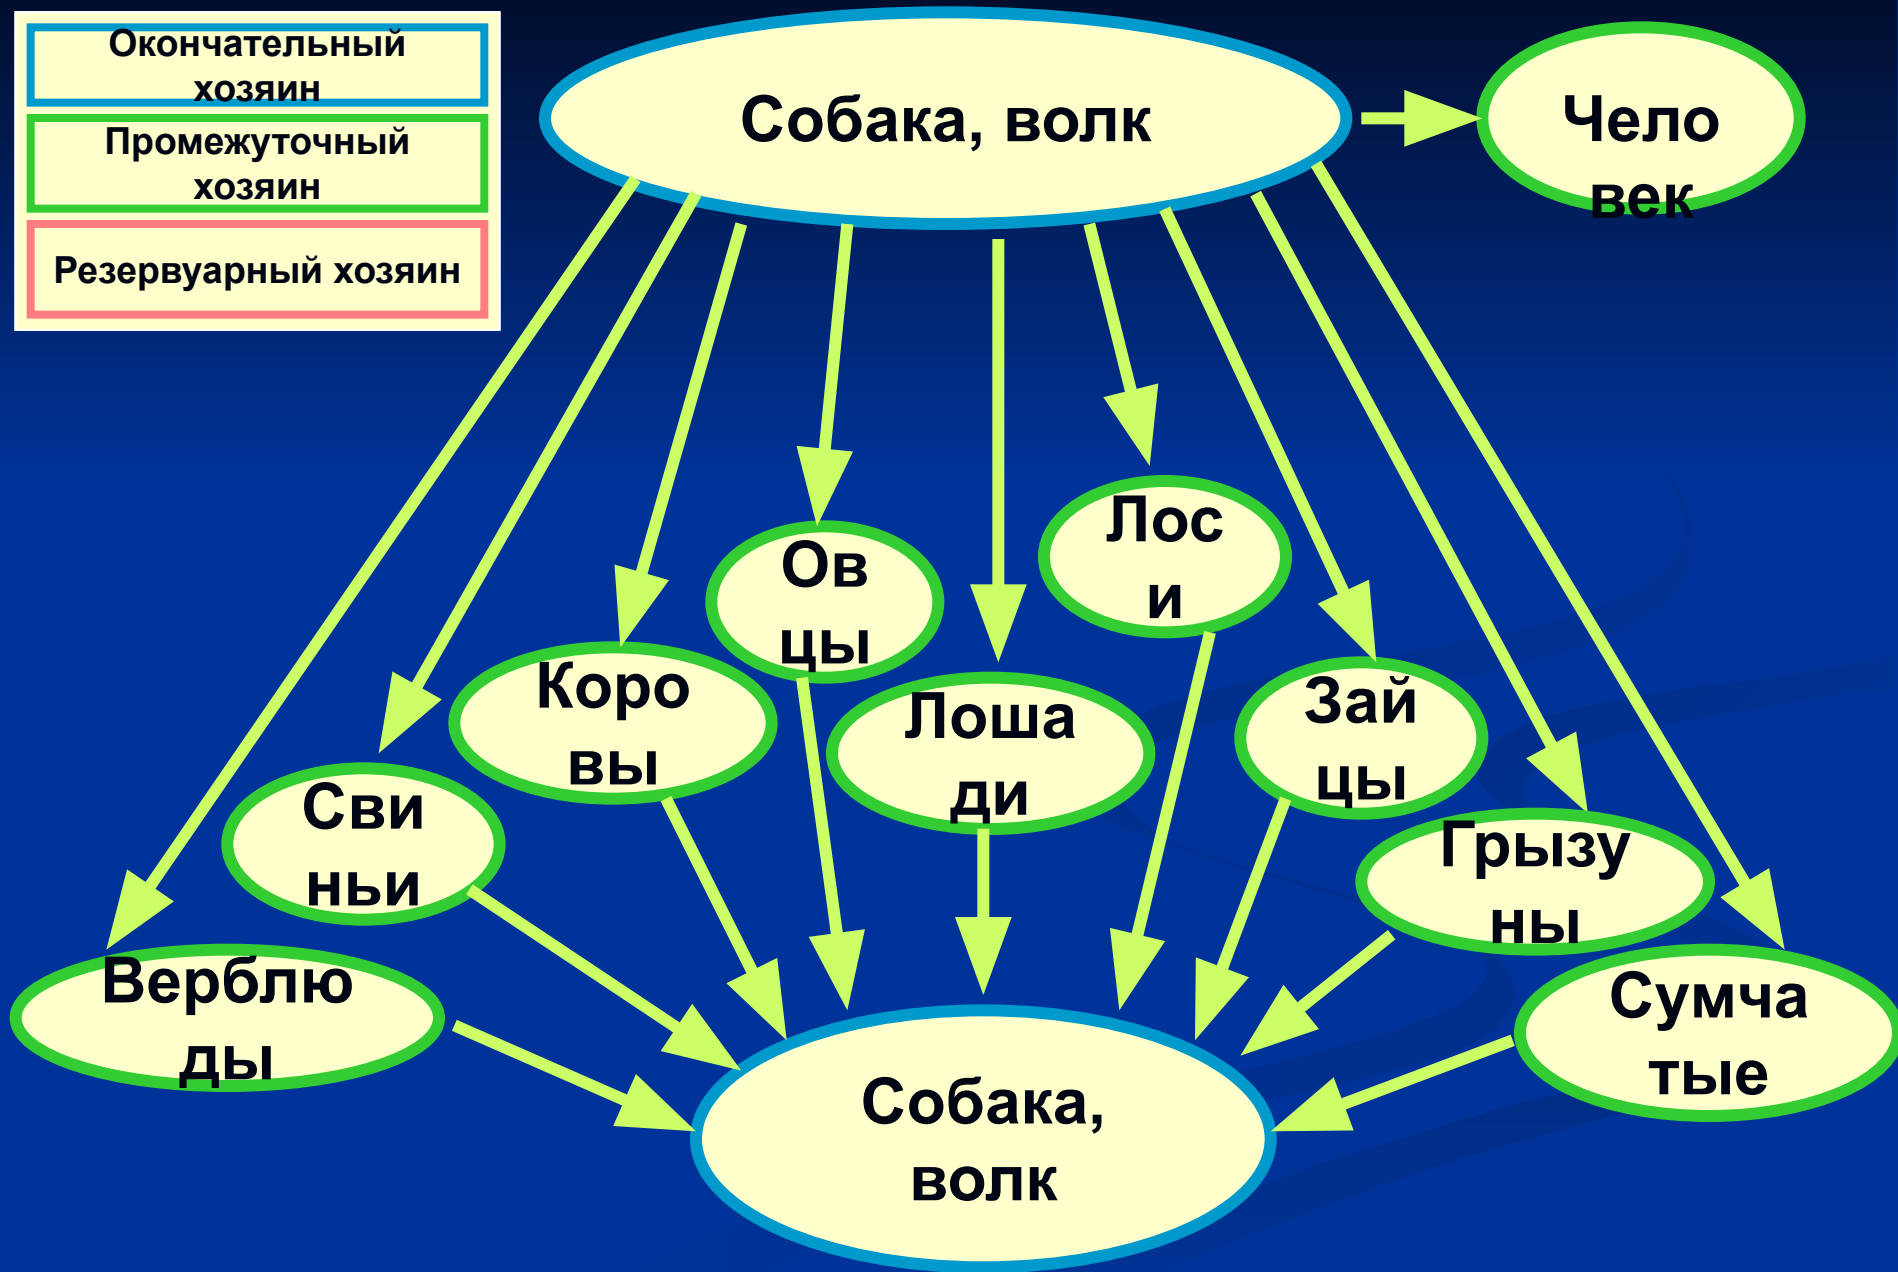 Окончательный
хозяин
Промежуточный
хозяин
Резервуарный хозяин
Собака, волк
Чело
век
Лос
и
Ов
цы
Коро
вы
Лоша
ди
Зай
цы
Сви
ньи
Грызу
ны
Верблю
ды
Сумча
тые
Собака,
волк